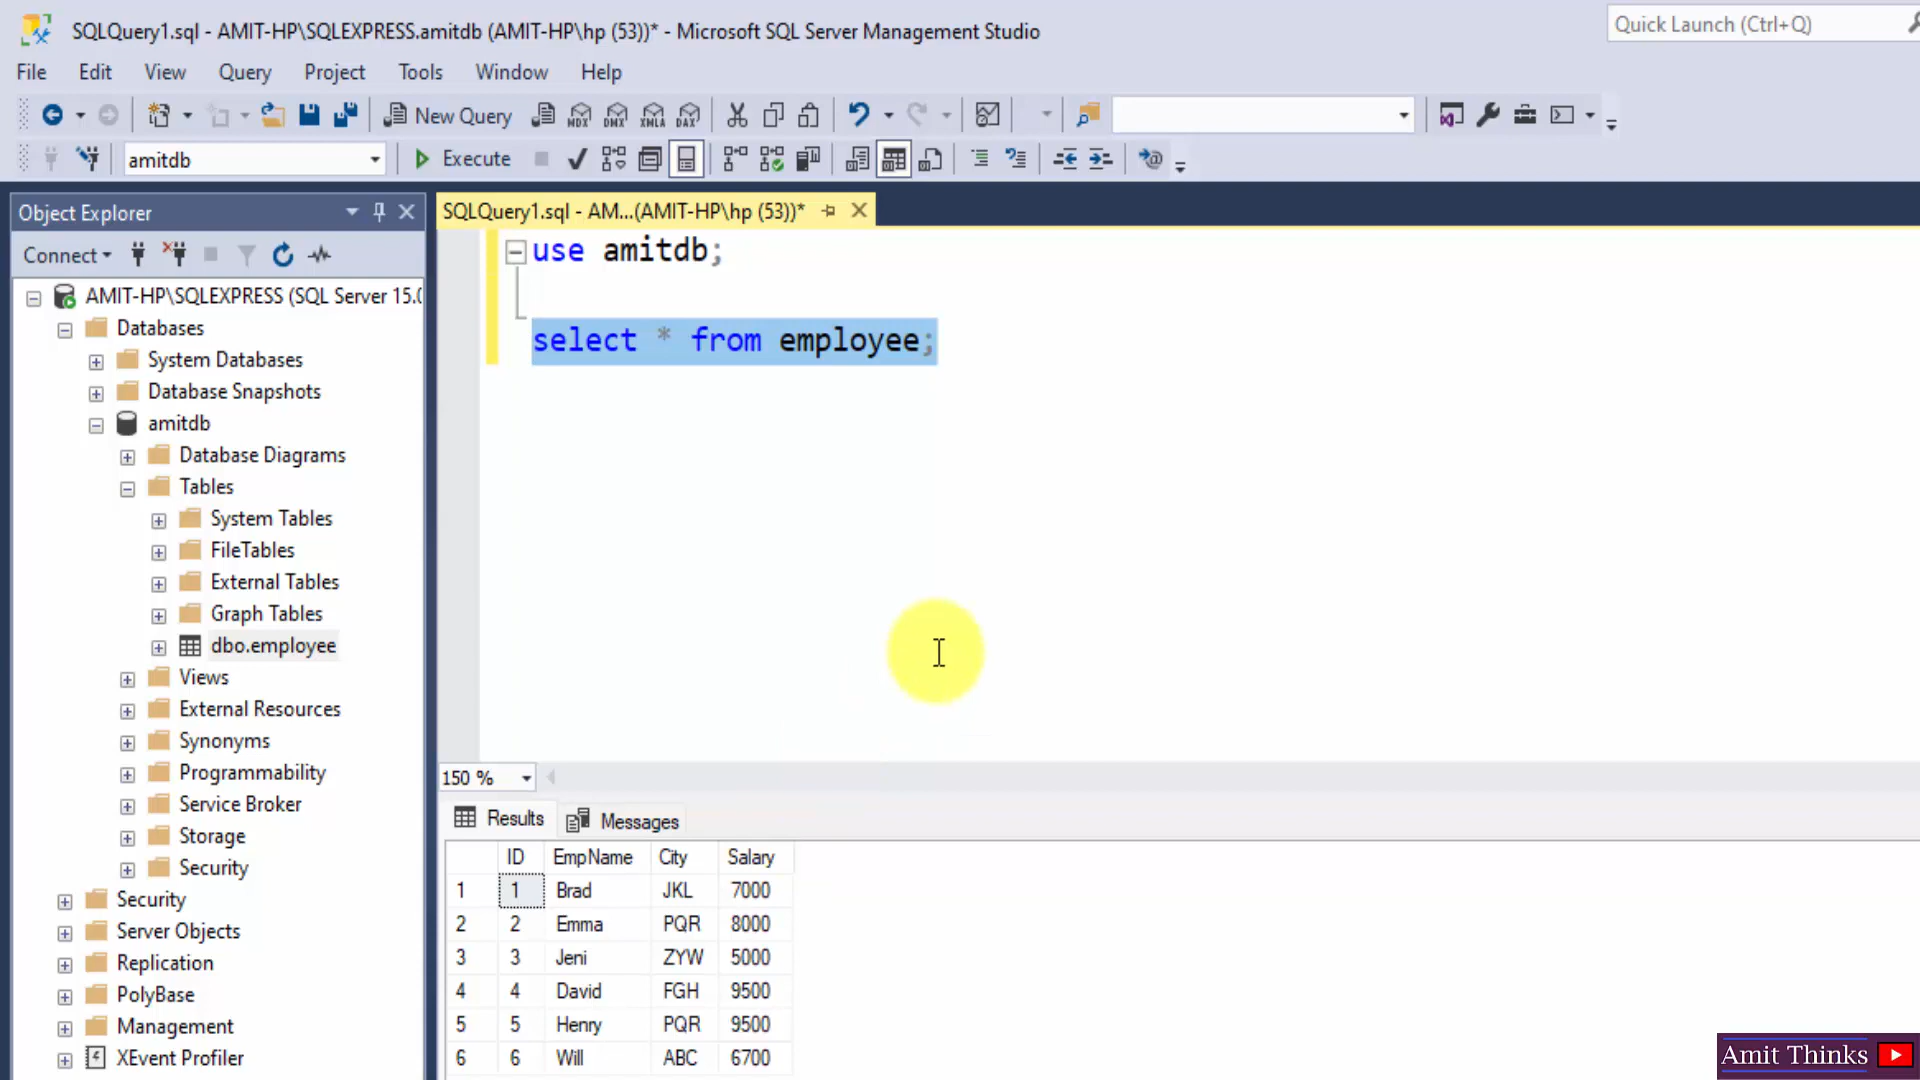 SQLQuery1.sql - AMIT-HP\SQLEXPRESS.amitdb (AMIT-HP\hp (53))* - Microsoft SQL Server Management Studio
Quick Launch (Ctrl+Q)
File Edit View Query Project Tools Window Help
New Query MDX DMX XMLA DAX
amitdb Execute
Object Explorer
SQLQuery1.sql - AM...(AMIT-HP\hp (53))*
Connect
AMIT-HP\SQLEXPRESS (SQL Server 15.0
Databases
System Databases
Database Snapshots
amitdb
Database Diagrams
Tables
System Tables
FileTables
External Tables
Graph Tables
dbo.employee
Views
External Resources
Synonyms
Programmability
Service Broker
Storage
Security
Security
Server Objects
Replication
PolyBase
Management
XEvent Profiler
use amitdb;
select * from employee;
150 %
Results Messages
ID EmpName City Salary
1 1 Brad JKL 7000
2 2 Emma PQR 8000
3 3 Jeni ZYW 5000
4 4 David FGH 9500
5 5 Henry PQR 9500
6 6 Will ABC 6700
Amit Thinks